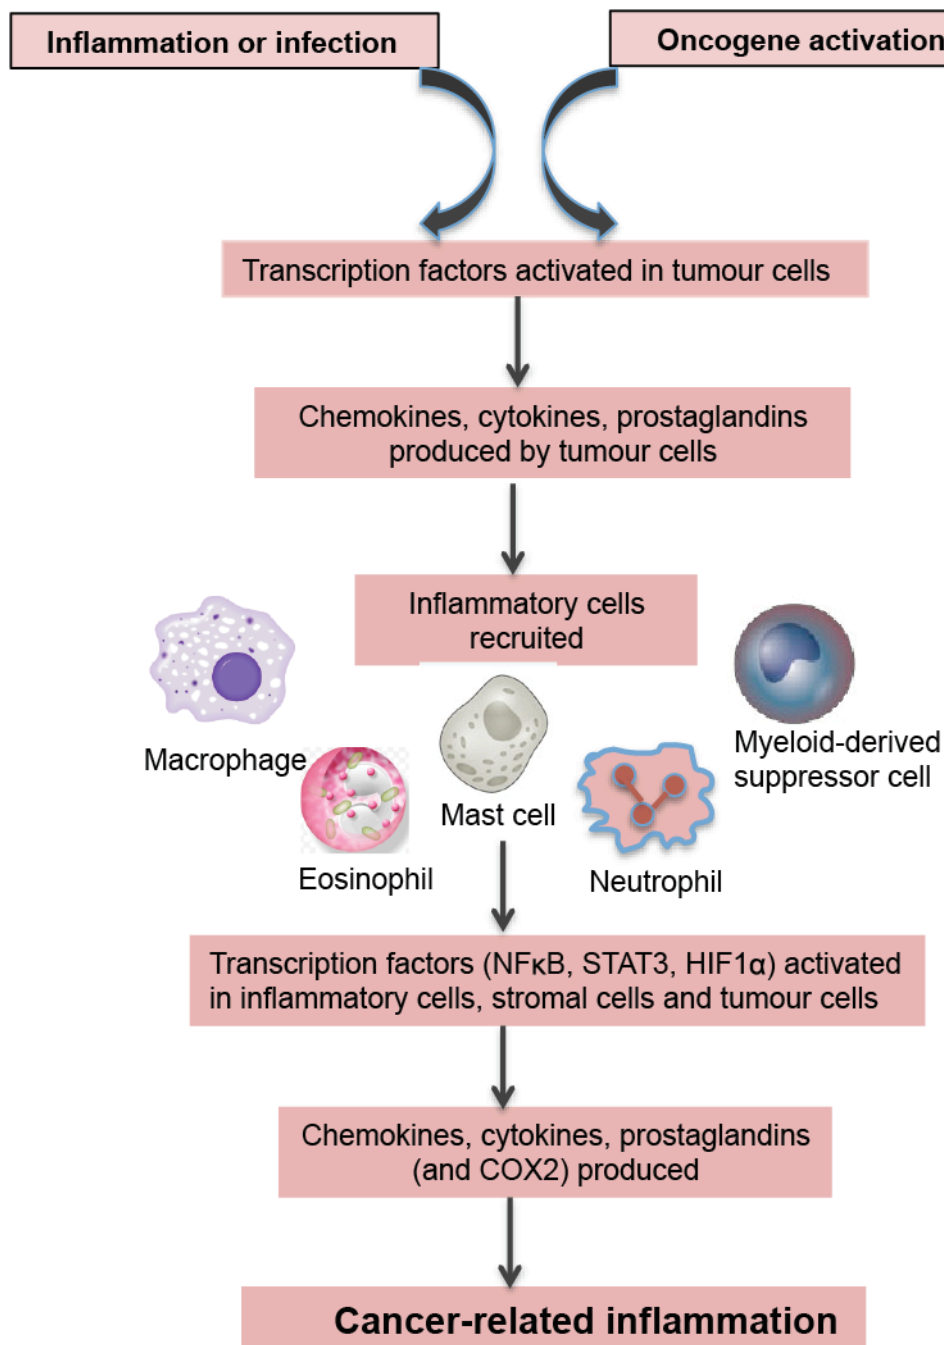 Inflammation or infection
Oncogene activation
Transcription factors activated in tumour cells
Chemokines, cytokines, prostaglandins
produced by tumour cells
Inflammatory cells
recruited
Macrophage
Eosinophil
Mast cell
Neutrophil
Myeloid-derived
suppressor cell
Transcription factors (NFκB, STAT3, HIF1α) activated
in inflammatory cells, stromal cells and tumour cells
Chemokines, cytokines, prostaglandins
(and COX2) produced
Cancer-related inflammation